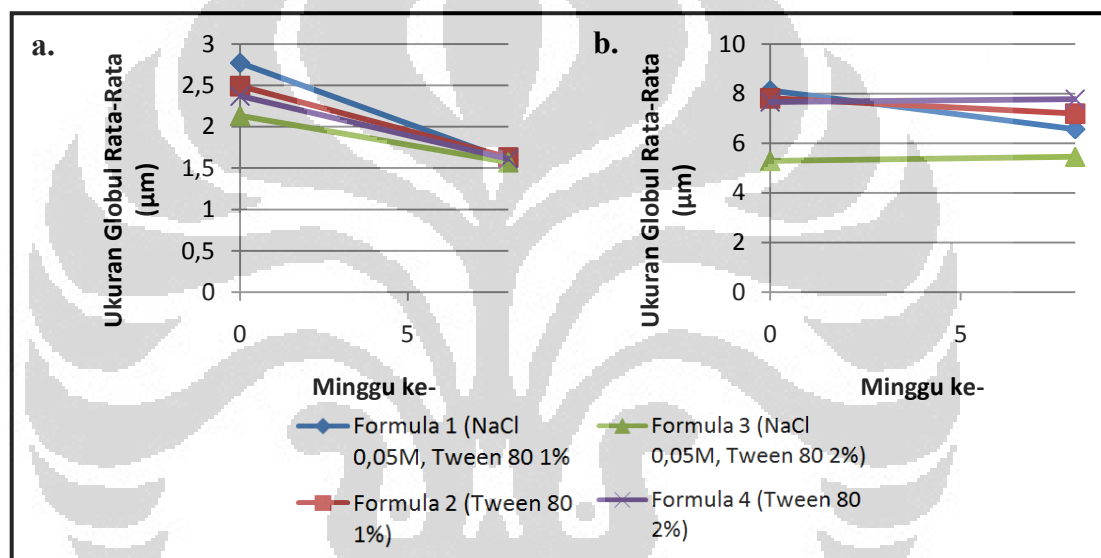 a.
Ukuran Globul Rata-Rata
(µm)
3
2,5
2
1,5
1
0,5
0
0
5
Minggu ke-
b.
Ukuran Globul Rata-Rata
(µm)
10
8
6
4
2
0
0
5
Minggu ke-
Formula 1 (NaCl
0,05M, Tween 80 1%
Formula 2 (Tween 80
1%)
Formula 3 (NaCl
0,05M, Tween 80 2%)
Formula 4 (Tween 80
2%)